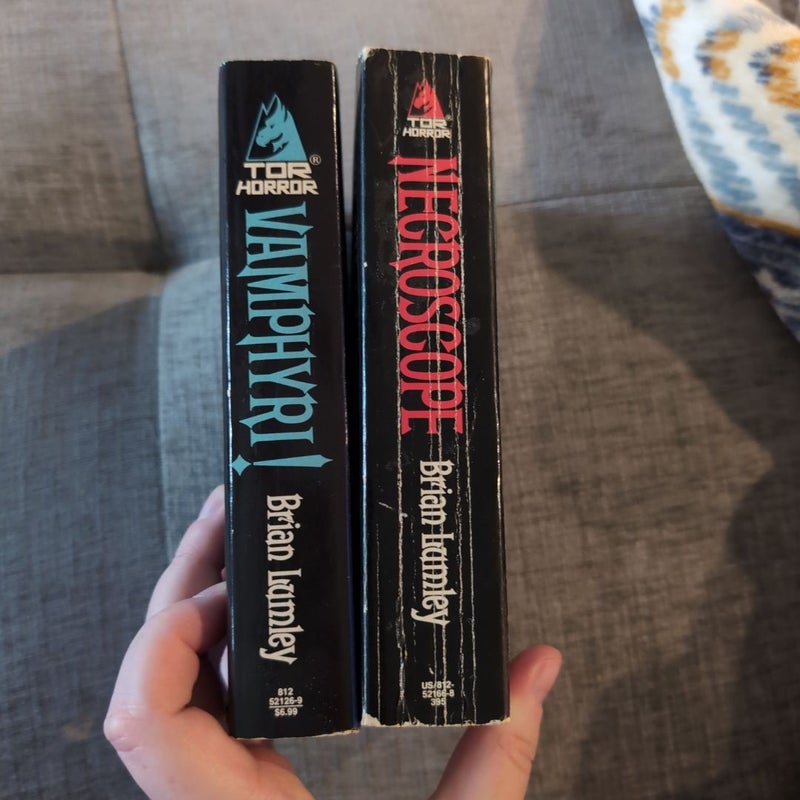 TOR®
HORROR
VAMPHYRI!
Brian Lumley
812
52126-9
$6.99
TOR®
HORROR
NECROSCOPE
Brian Lumley
US/812-
52166-8
395